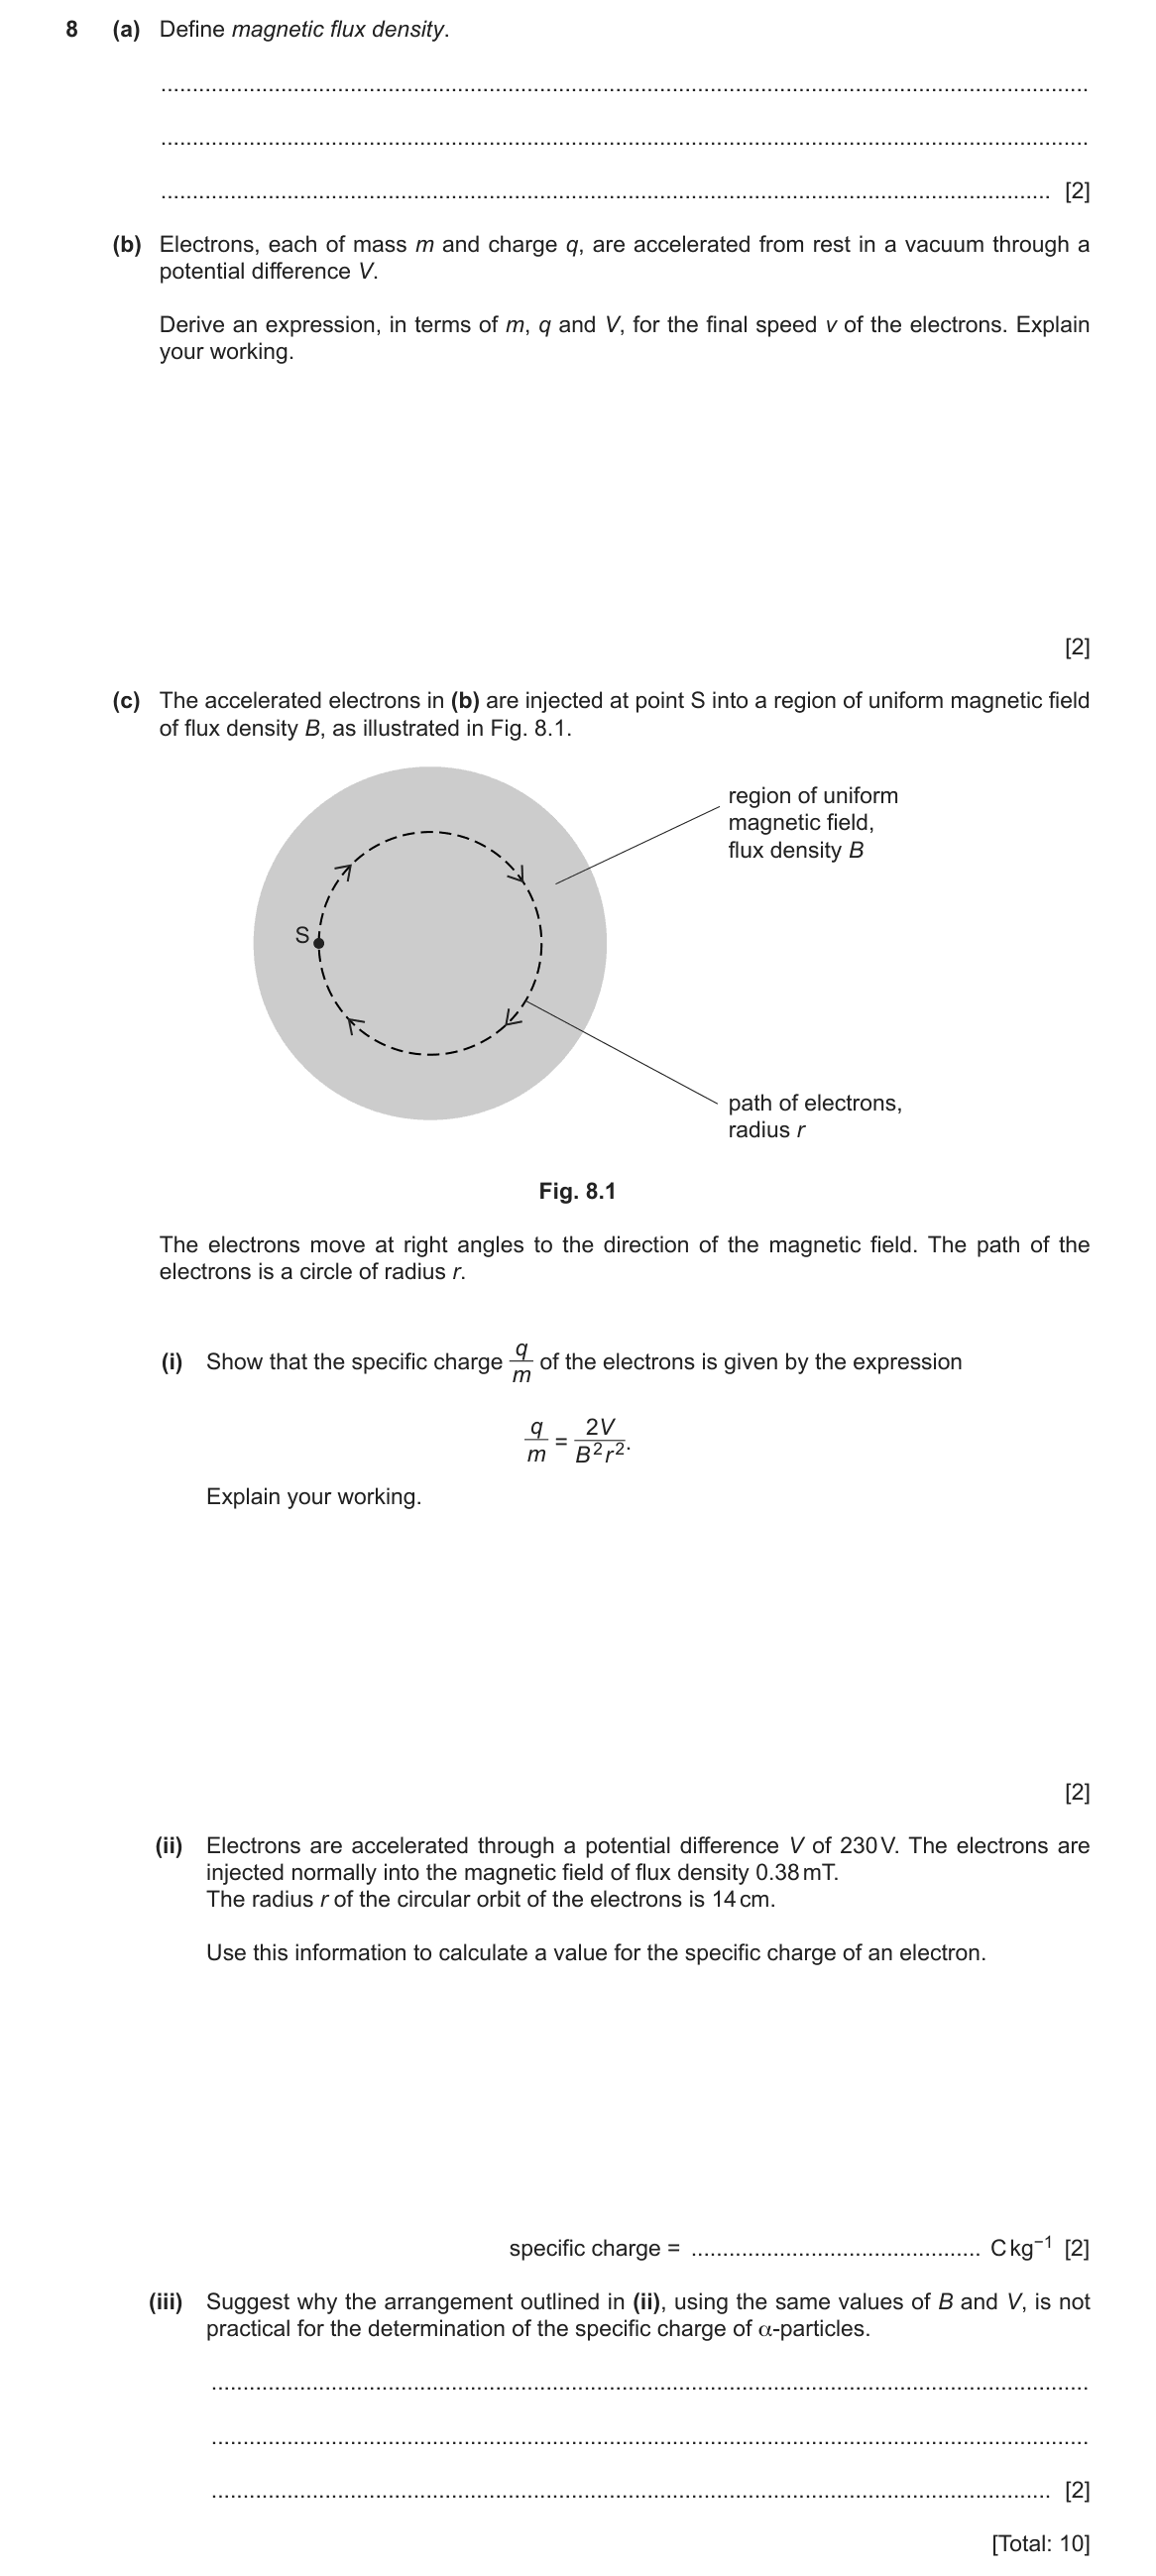 8 (a) Define magnetic flux density.
..........................................................................................................................................
..........................................................................................................................................
.................................................................................................................................... [2]
(b) Electrons, each of mass m and charge q, are accelerated from rest in a vacuum through a
potential difference V.
Derive an expression, in terms of m, q and V, for the final speed v of the electrons. Explain
your working.
[2]
(c) The accelerated electrons in (b) are injected at point S into a region of uniform magnetic field
of flux density B, as illustrated in Fig. 8.1.
region of uniform
magnetic field,
flux density B
S
path of electrons,
radius r
Fig. 8.1
The electrons move at right angles to the direction of the magnetic field. The path of the
electrons is a circle of radius r.
(i) Show that the specific charge q/m of the electrons is given by the expression
q/m = 2V/B²r².
Explain your working.
[2]
(ii) Electrons are accelerated through a potential difference V of 230 V. The electrons are
injected normally into the magnetic field of flux density 0.38 mT.
The radius r of the circular orbit of the electrons is 14 cm.
Use this information to calculate a value for the specific charge of an electron.
specific charge = .............................................. C kg⁻¹ [2]
(iii) Suggest why the arrangement outlined in (ii), using the same values of B and V, is not
practical for the determination of the specific charge of α-particles.
..........................................................................................................................................
..........................................................................................................................................
.................................................................................................................................... [2]
[Total: 10]